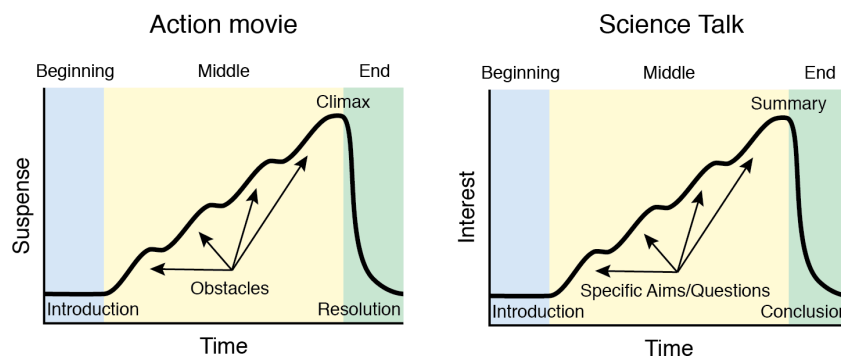 Action movie
Beginning Middle End
Climax
Suspense
Obstacles
Introduction Resolution
Time
Science Talk
Beginning Middle End
Summary
Interest
Specific Aims/Questions
Introduction Conclusion
Time